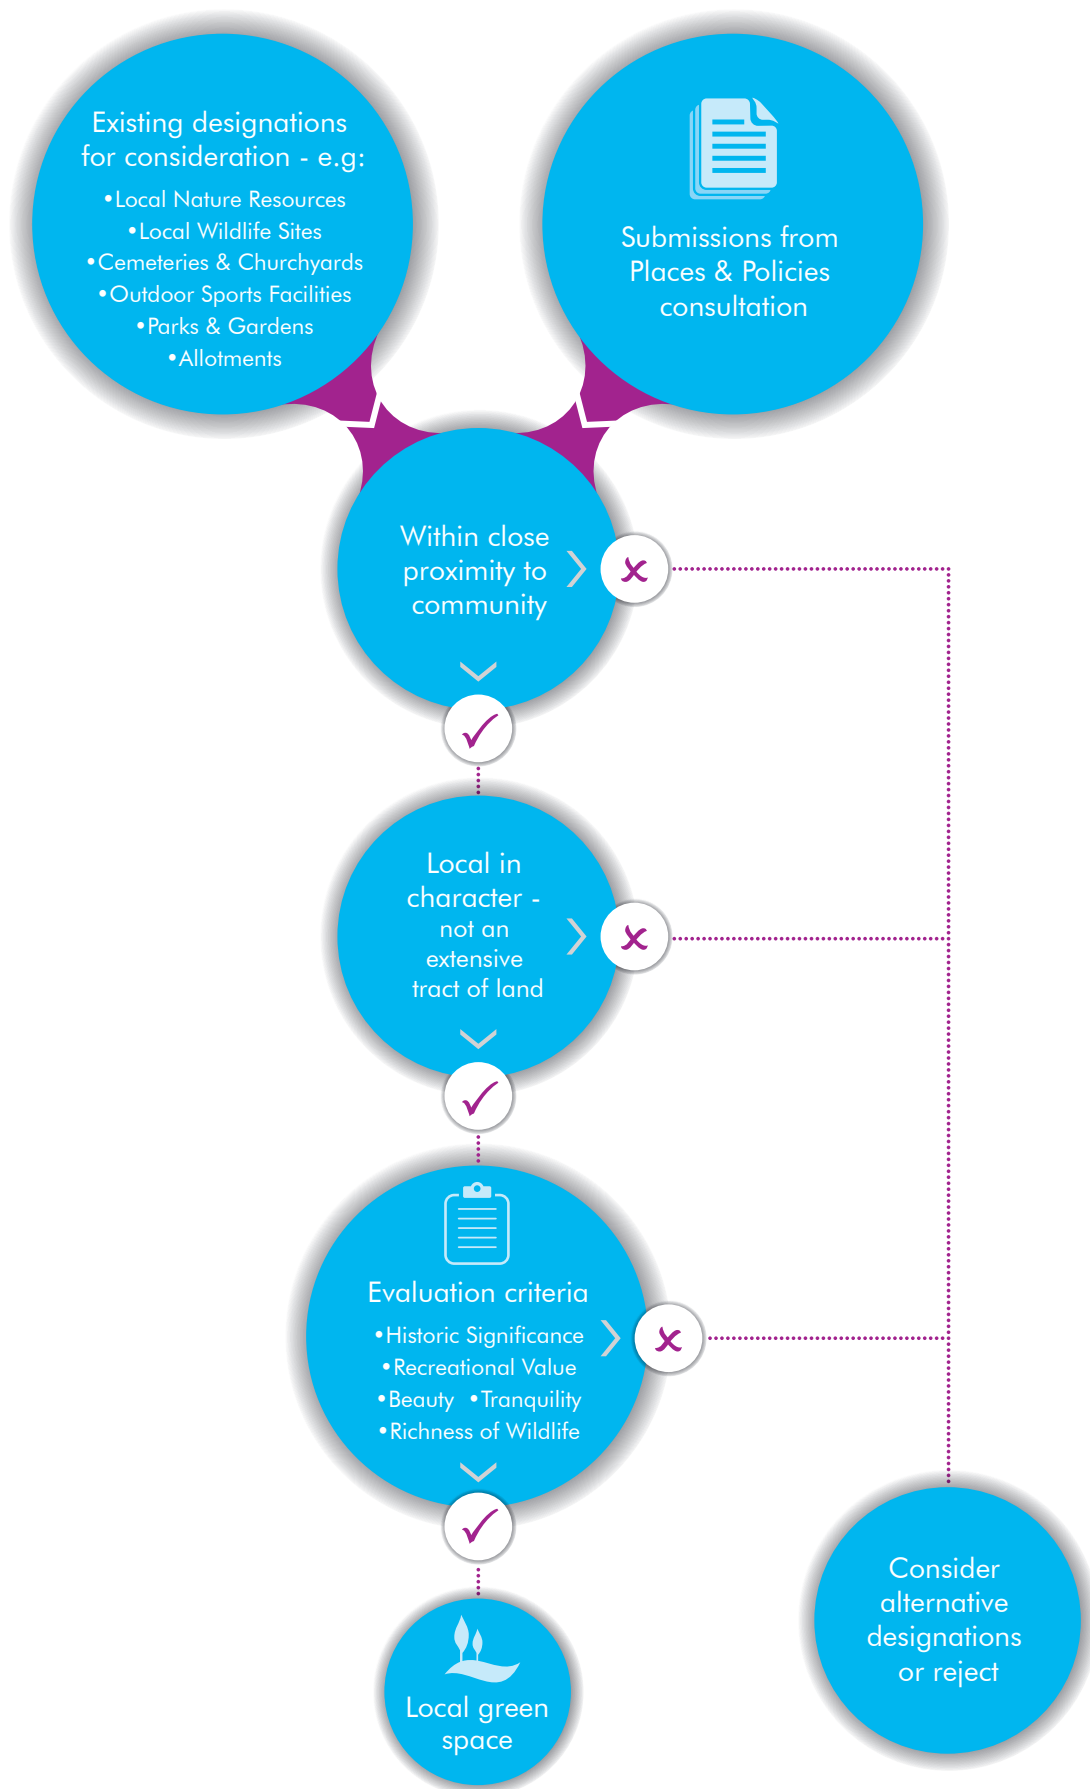 Existing designations
for consideration - e.g:
•Local Nature Resources
•Local Wildlife Sites
•Cemeteries & Churchyards
•Outdoor Sports Facilities
•Parks & Gardens
•Allotments
Submissions from
Places & Policies
consultation
Within close
proximity to
community
Local in
character -
not an
extensive
tract of land
Evaluation criteria
•Historic Significance
•Recreational Value
•Beauty •Tranquility
•Richness of Wildlife
Local green
space
Consider
alternative
designations
or reject